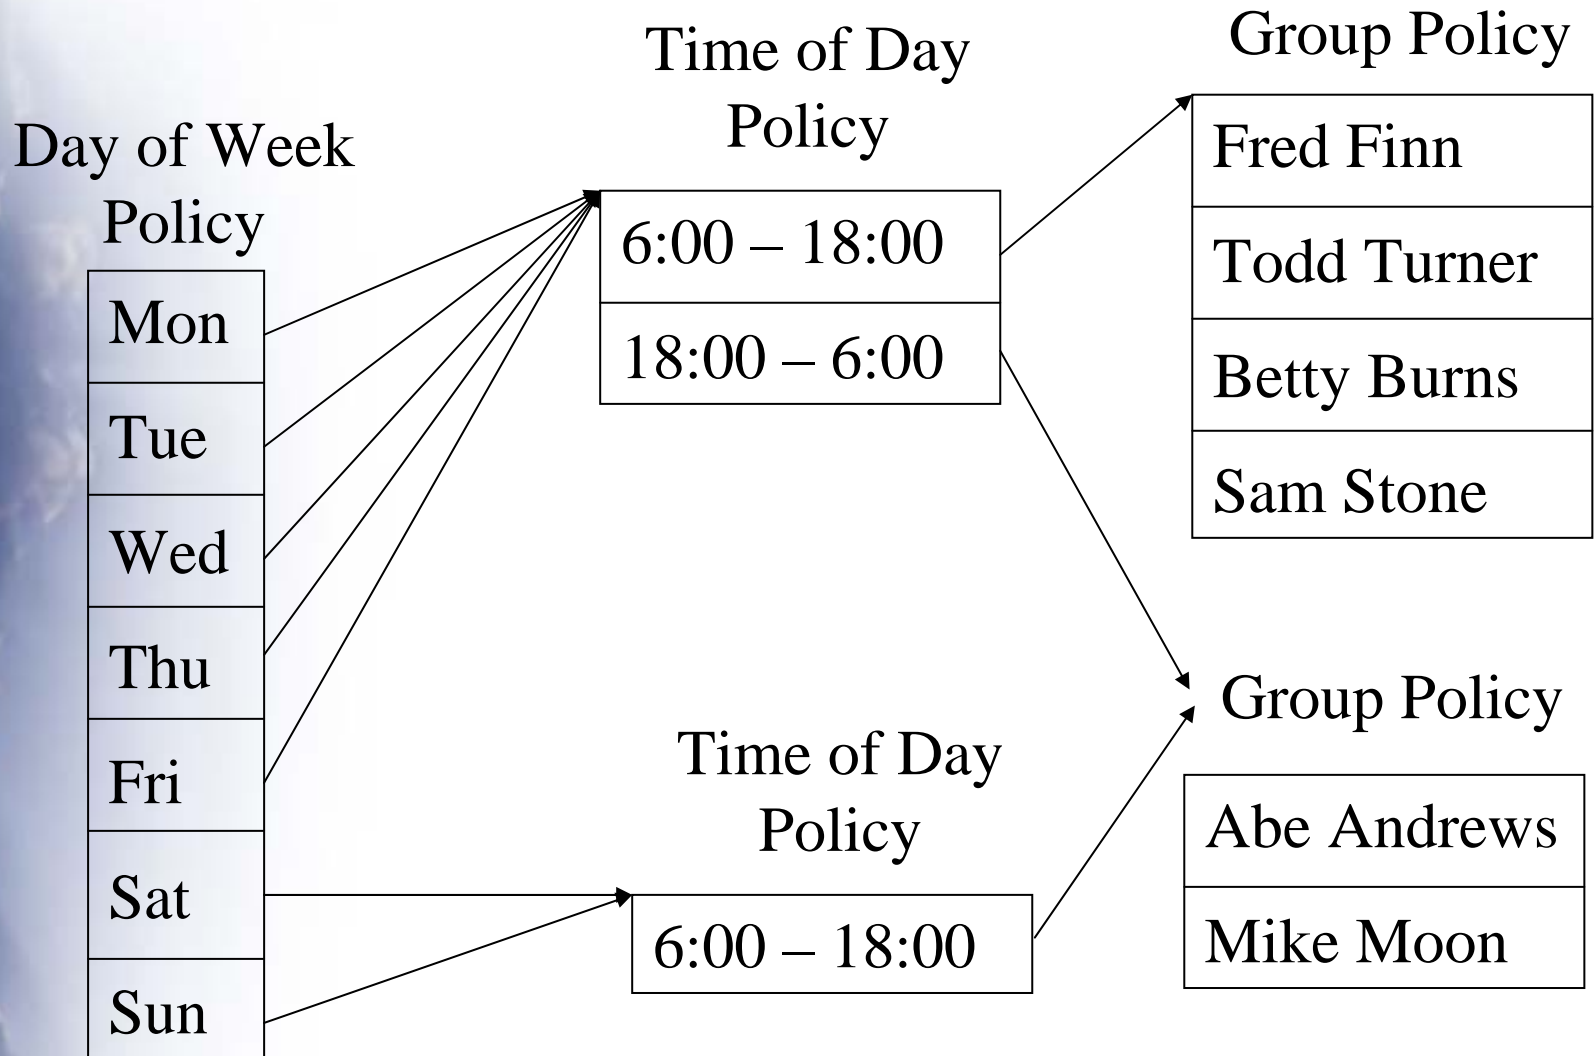 Day of Week
Policy
Mon
Tue
Wed
Thu
Fri
Sat
Sun
Time of Day
Policy
6:00 – 18:00
18:00 – 6:00
Time of Day
Policy
6:00 – 18:00
Group Policy
Fred Finn
Todd Turner
Betty Burns
Sam Stone
Group Policy
Abe Andrews
Mike Moon